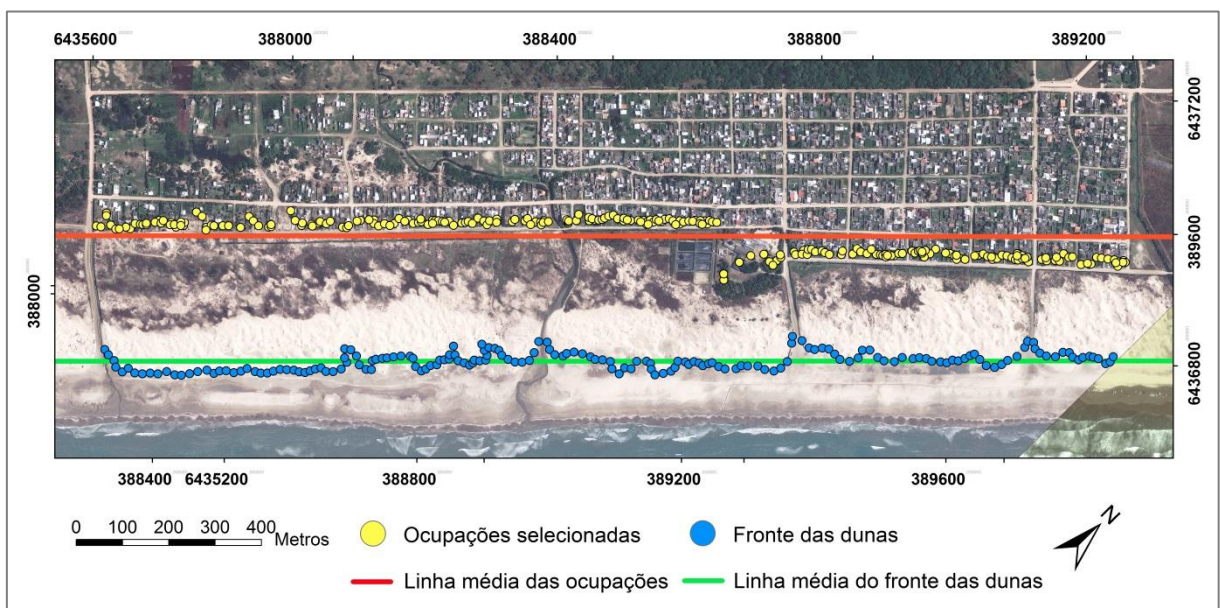 6435600 388000 388400 388800 389200
6437200
389600
388000
6436800
388400 6435200 388800 389200 389600
0 100 200 300 400 Metros
Ocupações selecionadas
Fronte das dunas
N
Linha média das ocupações
Linha média do fronte das dunas